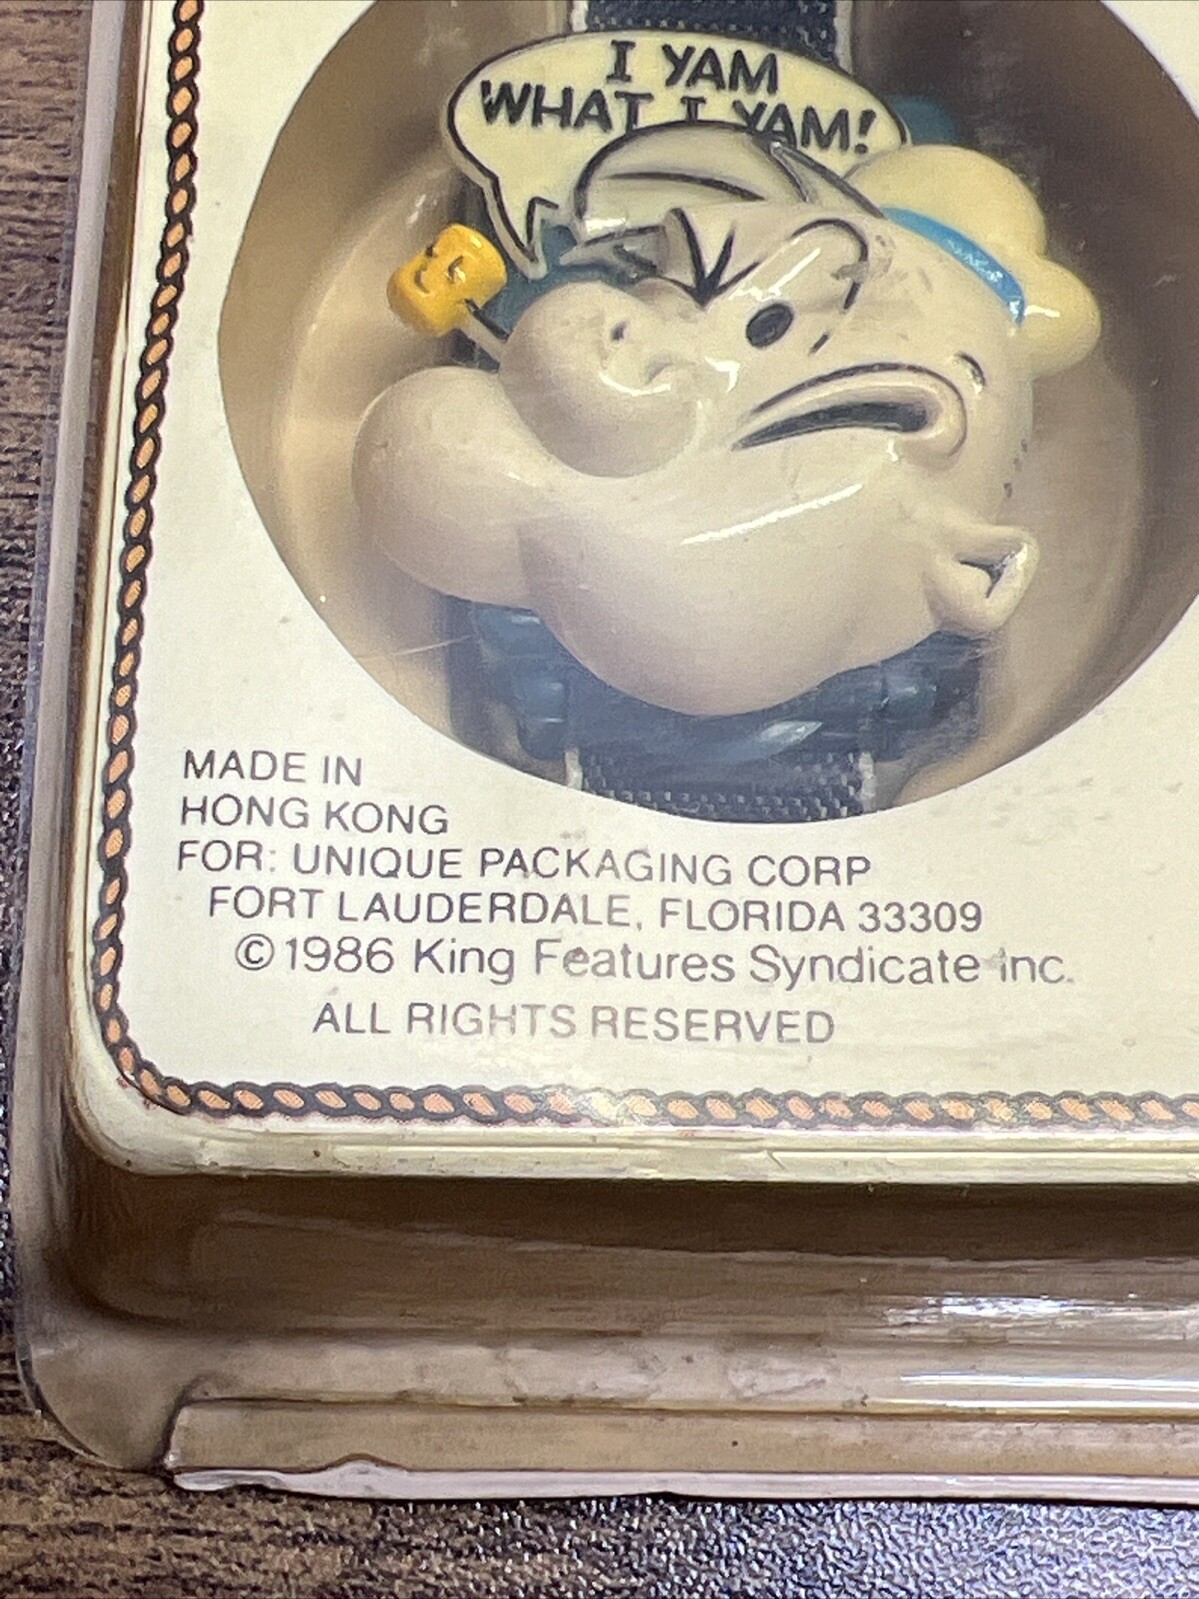 I YAM
WHAT I YAM!
MADE IN
HONG KONG
FOR: UNIQUE PACKAGING CORP
FORT LAUDERDALE, FLORIDA 33309
©1986 King Features Syndicate Inc.
ALL RIGHTS RESERVED